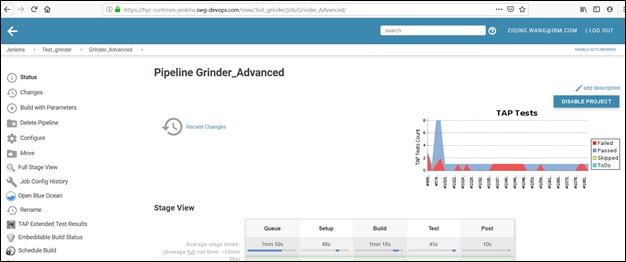 https://hyc-runtimes-jenkins.swg-devops.com/view/Test_grinder/job/Grinder_Advanced/
search
ZIQING.WANG@IBM.COM
| LOG OUT
Jenkins
Test_grinder
Grinder_Advanced
ENABLE AUTO REFRESH
Status
Changes
Build with Parameters
Delete Pipeline
Configure
Move
Full Stage View
Job Config History
Open Blue Ocean
Rename
TAP Extended Test Results
Embeddable Build Status
Schedule Build
Pipeline Grinder_Advanced
add description
DISABLE PROJECT
Recent Changes
TAP Tests
TAP Tests Count
8
6
4
2
0
Failed
Passed
Skipped
ToDo
Stage View
Queue
Setup
Build
Test
Post
Average stage times:
(Average full run time: ~12min
7min 59s
48s
1min 18s
45s
10s